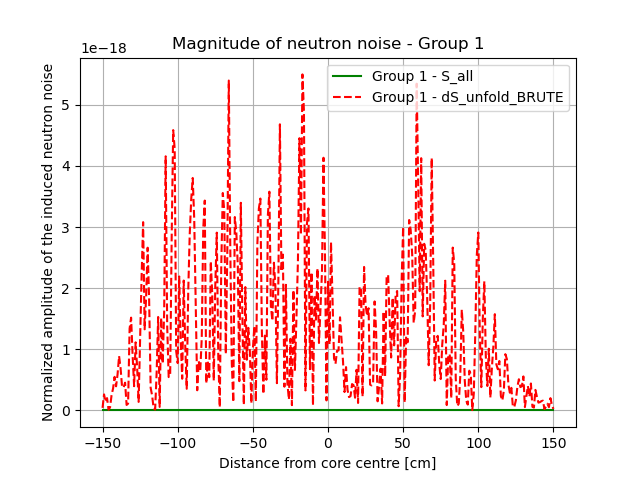 Magnitude of neutron noise - Group 1
1e−18
Group 1 - S_all
Group 1 - dS_unfold_BRUTE
Normalized amplitude of the induced neutron noise
5
4
3
2
1
0
−150 −100 −50 0 50 100 150
Distance from core centre [cm]